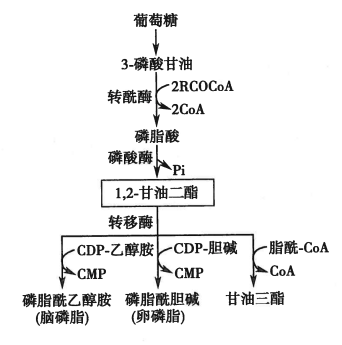 葡萄糖
3-磷酸甘油
转酰酶
2RCOCoA
2CoA
磷脂酸
磷酸酶
Pi
1,2-甘油二酯
转移酶
CDP-乙醇胺
CDP-胆碱
脂酰-CoA
CMP
CMP
CoA
磷脂酰乙醇胺
磷脂酰胆碱
甘油三酯
(脑磷脂)
(卵磷脂)